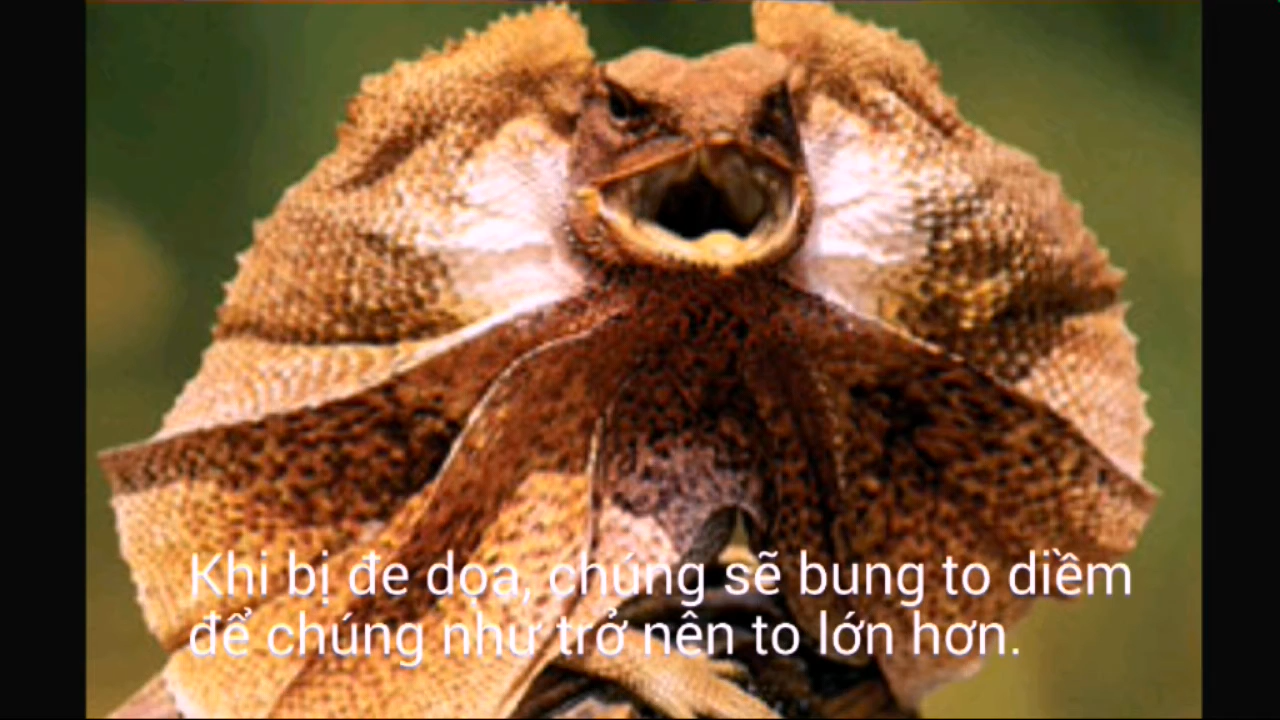 Khi bị đe dọa, chúng sẽ bung to diềm
để chúng như trở nên to lớn hơn.